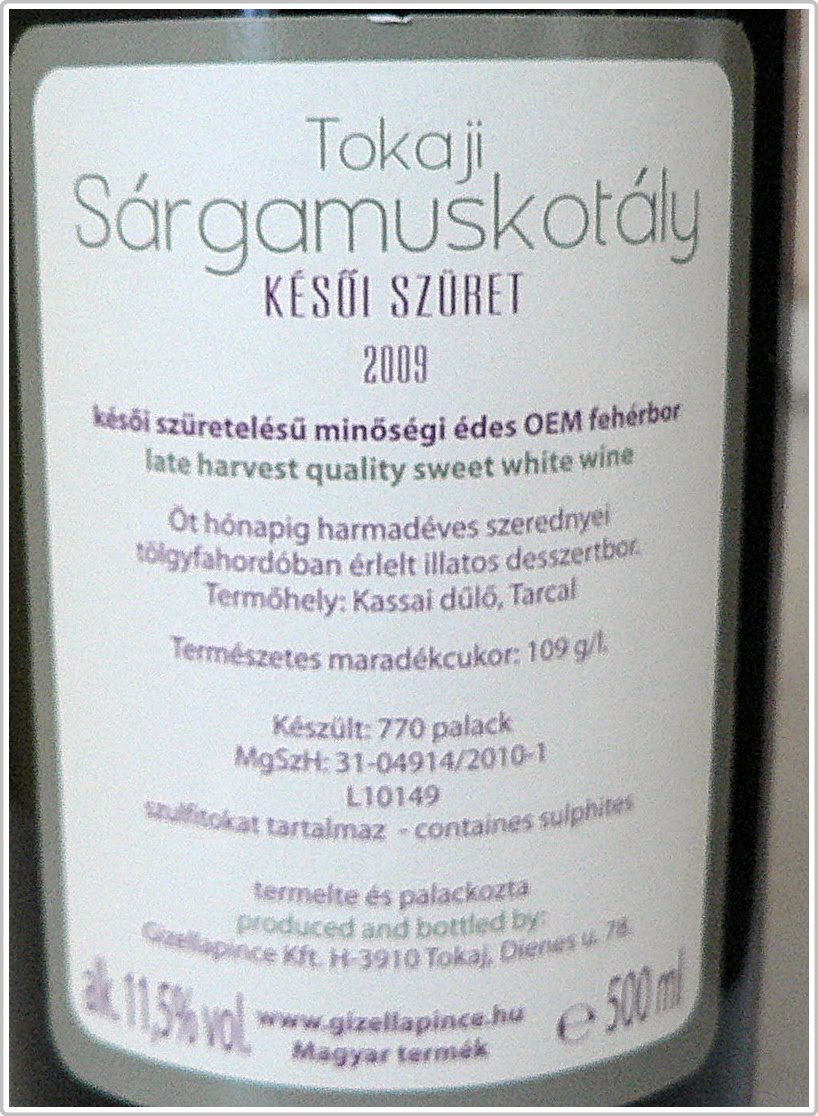 Tokaji
Sárgamuskotály
KÉSŐI SZÜRET
2009
késői szüretelésű minőségi édes OEM fehérbor
late harvest quality sweet white wine
Öt hónapig harmadéves szerednyei
tölgyfahordóban érlelt illatos desszertbor.
Termőhely: Kassai dűlő, Tarcal
Természetes maradékcukor: 109 g/l.
Készült: 770 palack
MgSzH: 31-04914/2010-1
L10149
szulfitokat tartalmaz - containes sulphites
termelte és palackozta
produced and bottled by:
Gizellapince Kft. H-3910 Tokaj, Dienes u. 78.
alk. 11,5% vol. www.gizellapince.hu ℮ 500 ml
Magyar termék